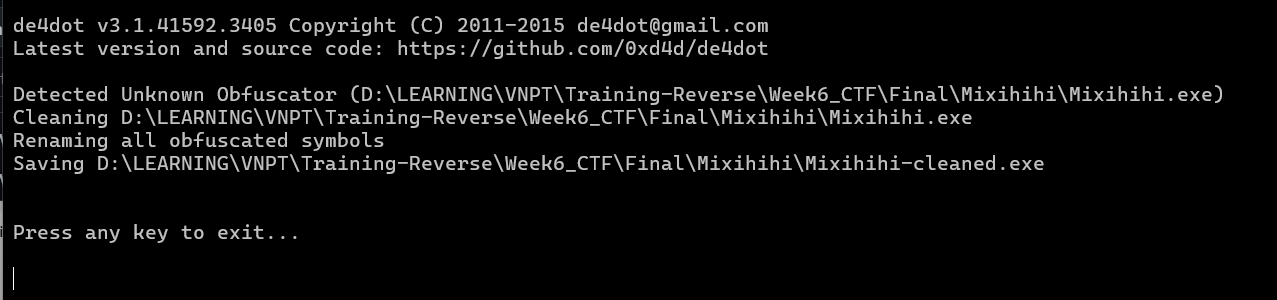 de4dot v3.1.41592.3405 Copyright (C) 2011-2015 de4dot@gmail.com
Latest version and source code: https://github.com/0xd4d/de4dot
Detected Unknown Obfuscator (D:\LEARNING\VNPT\Training-Reverse\Week6_CTF\Final\Mixihihi\Mixihihi.exe)
Cleaning D:\LEARNING\VNPT\Training-Reverse\Week6_CTF\Final\Mixihihi\Mixihihi.exe
Renaming all obfuscated symbols
Saving D:\LEARNING\VNPT\Training-Reverse\Week6_CTF\Final\Mixihihi\Mixihihi-cleaned.exe
Press any key to exit...